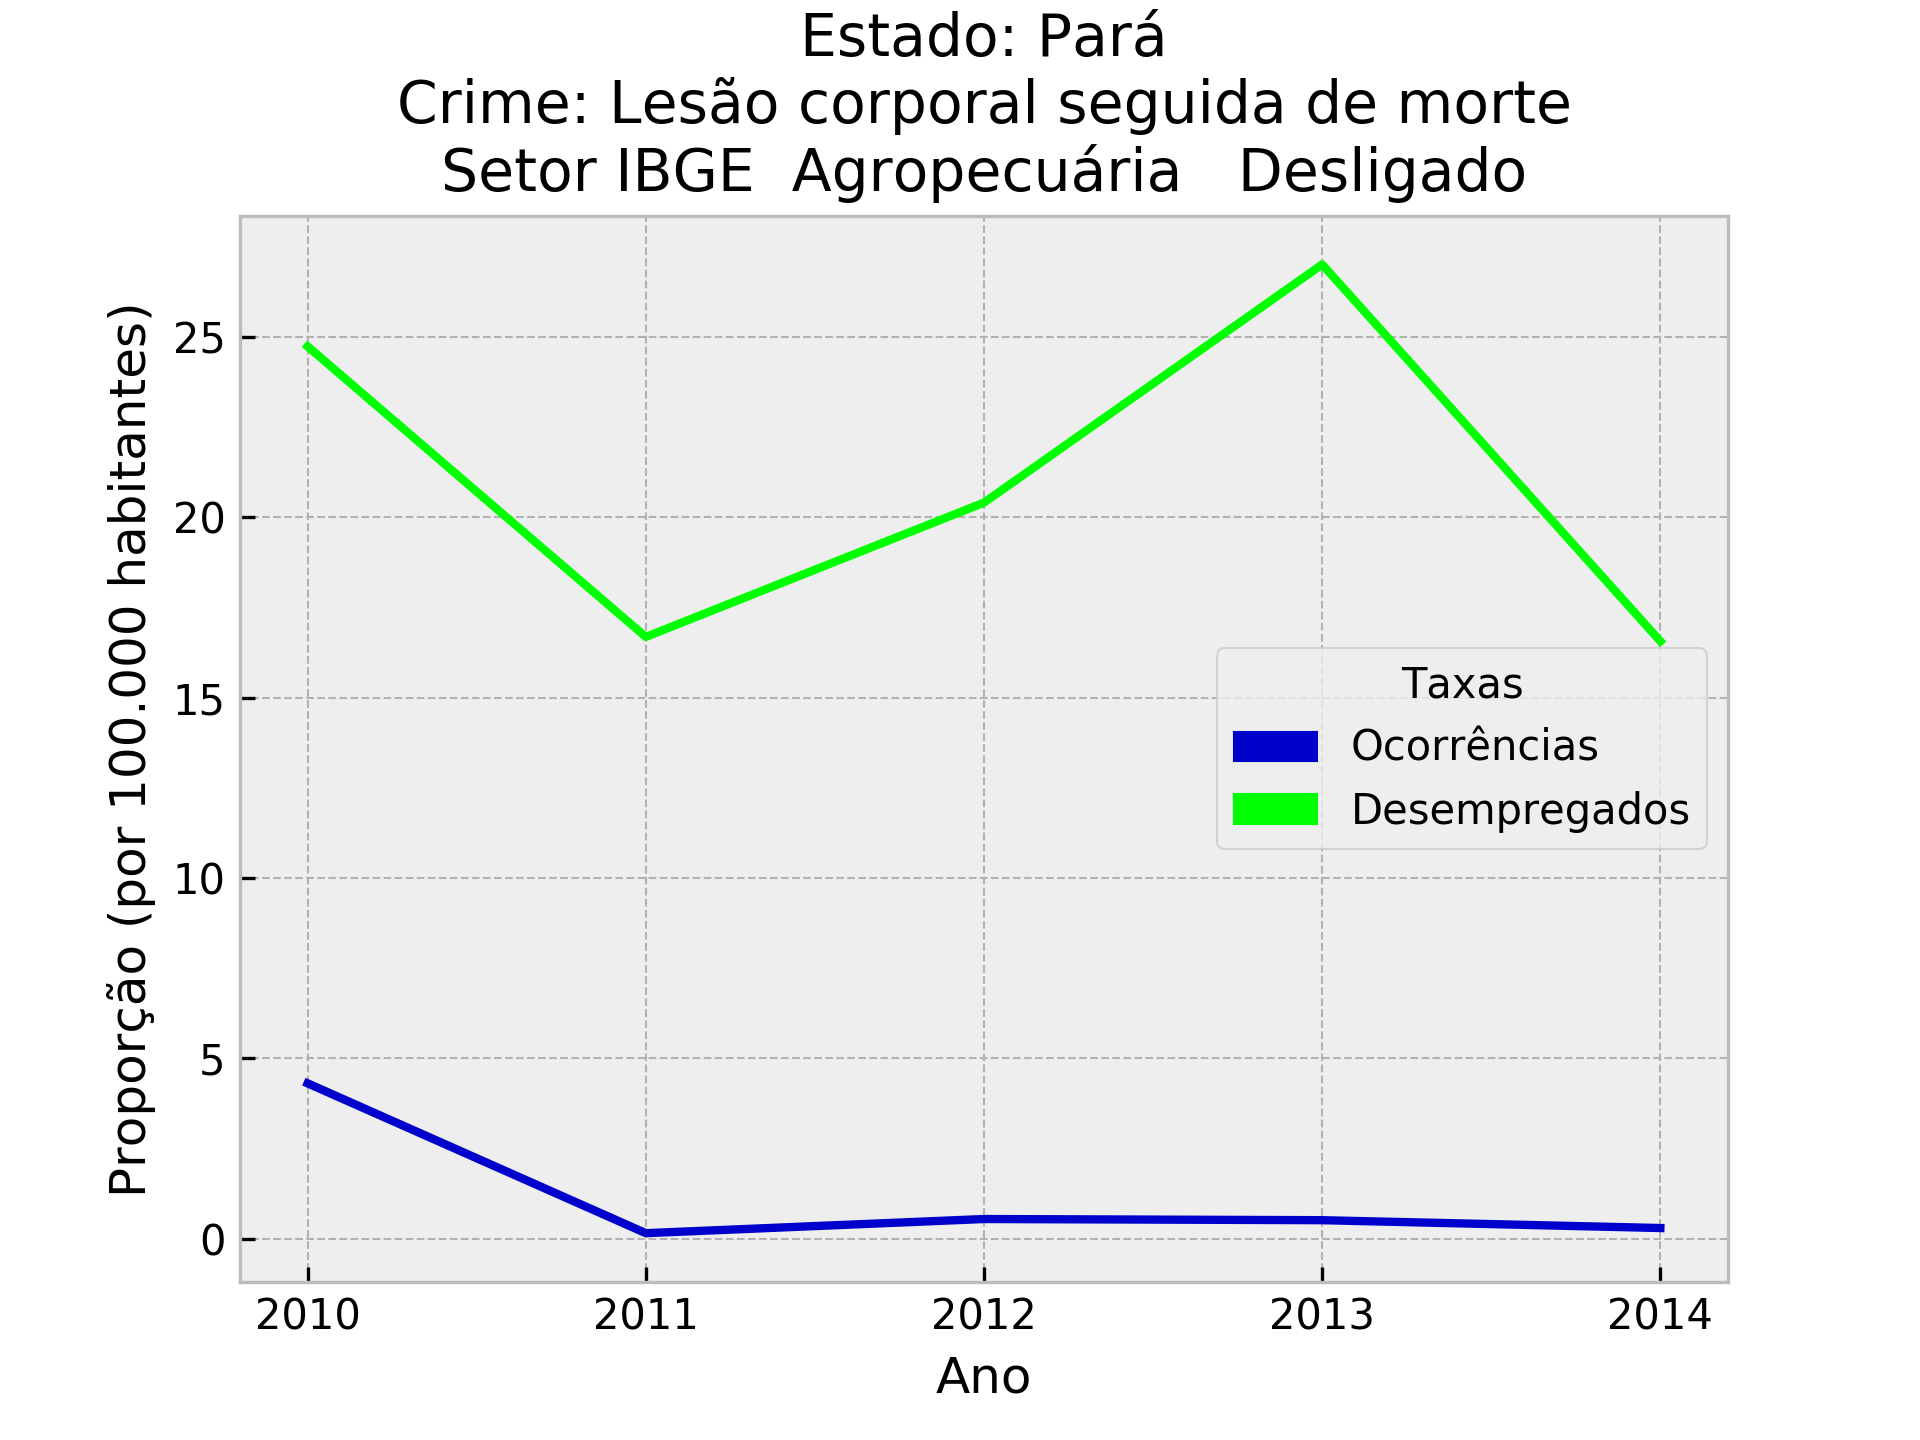 Estado: Pará
Crime: Lesão corporal seguida de morte
Setor IBGE  Agropecuária   Desligado
Proporção (por 100.000 habitantes)
25
20
15
10
5
0
Taxas
Ocorrências
Desempregados
2010 2011 2012 2013 2014
Ano